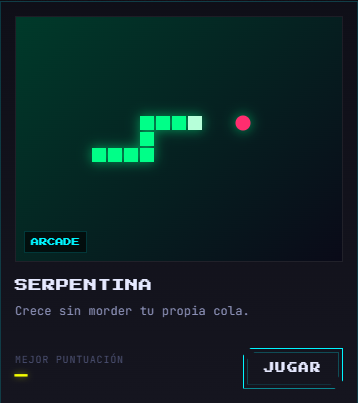 ARCADE
SERPENTINA
Crece sin morder tu propia cola.
MEJOR PUNTUACIÓN
—
JUGAR